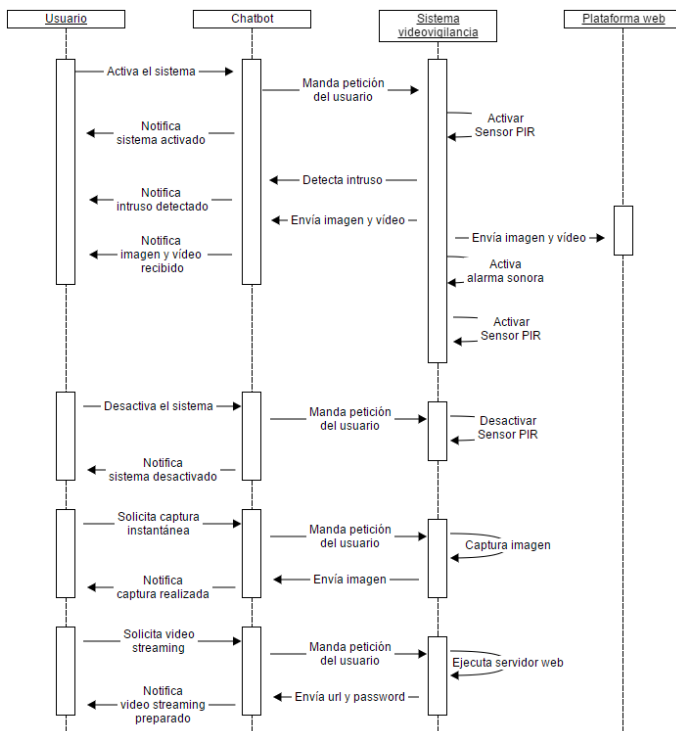 Usuario
Chatbot
Sistema
videovigilancia
Plataforma web
Activa el sistema
Manda petición
del usuario
Activar
Sensor PIR
Notifica
sistema activado
Detecta intruso
Notifica
intruso detectado
Envía imagen y vídeo
Envía imagen y vídeo
Notifica
imagen y vídeo
recibido
Activa
alarma sonora
Activar
Sensor PIR
Desactiva el sistema
Manda petición
del usuario
Desactivar
Sensor PIR
Notifica
sistema desactivado
Solicita captura
instantánea
Manda petición
del usuario
Captura imagen
Envía imagen
Notifica
captura realizada
Solicita video
streaming
Manda petición
del usuario
Ejecuta servidor web
Envía url y password
Notifica
video streaming
preparado